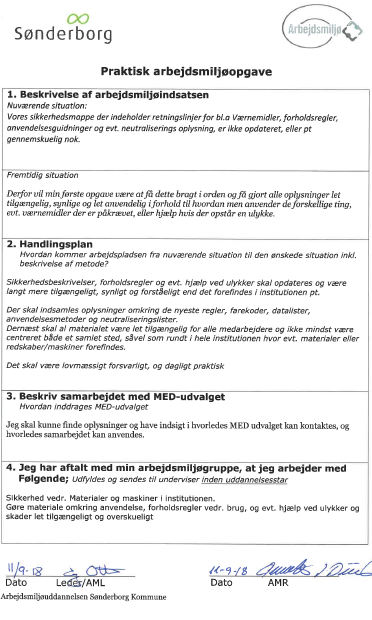 Sønderborg
Arbejdsmiljø
Praktisk arbejdsmiljøopgave
1. Beskrivelse af arbejdsmiljøindsatsen
Nuværende situation:
Vores sikkerhedsmappe der indeholder retningslinjer for bl.a Værnemidler, forholdsregler,
anvendelsesguidninger og evt. neutraliserings oplysning, er ikke opdateret, eller pt
gennemskuelig nok.
Fremtidig situation
Derfor vil min første opgave være at få dette bragt i orden og få gjort alle oplysninger let
tilgængelig, synlige og let anvendelig i forhold til hvordan men anvende de forskellige ting,
evt. værnemidler der er påkrævet, eller hjælp hvis der opstår en ulykke.
2. Handlingsplan
Hvordan kommer arbejdspladsen fra nuværende situation til den ønskede situation inkl.
beskrivelse af metode?
Sikkerhedsbeskrivelser, forholdsregler og evt. hjælp ved ulykker skal opdateres og være
langt mere tilgængeligt, synligt og forståeligt end det forefindes i institutionen pt.
Der skal indsamles oplysninger omkring de nyeste regler, førekoder, datalister,
anvendelsesmetoder og neutraliseringslister.
Dernæst skal al materialet være let tilgængelig for alle medarbejdere og ikke mindst være
centreret både et samlet sted, såvel som rundt i hele institutionen hvor evt. materialer eller
redskaber/maskiner forefindes.
Det skal være lovmæssigt forsvarligt, og dagligt praktisk
3. Beskriv samarbejdet med MED-udvalget
Hvordan inddrages MED-udvalget
Jeg skal kunne finde oplysninger og have indsigt i hvorledes MED udvalget kan kontaktes, og
hvorledes samarbejdet kan anvendes.
4. Jeg har aftalt med min arbejdsmiljøgruppe, at jeg arbejder med
Følgende; Udfyldes og sendes til underviser inden uddannelsesstar
Sikkerhed vedr. Materialer og maskiner i institutionen.
Gøre materiale omkring anvendelse, forholdsregler vedr. brug, og evt. hjælp ved ulykker og
skader let tilgængeligt og overskueligt
11/9-18 11-9-18
Dato Leder/AML Dato AMR
Arbejdsmiljøuddannelsen Sønderborg Kommune